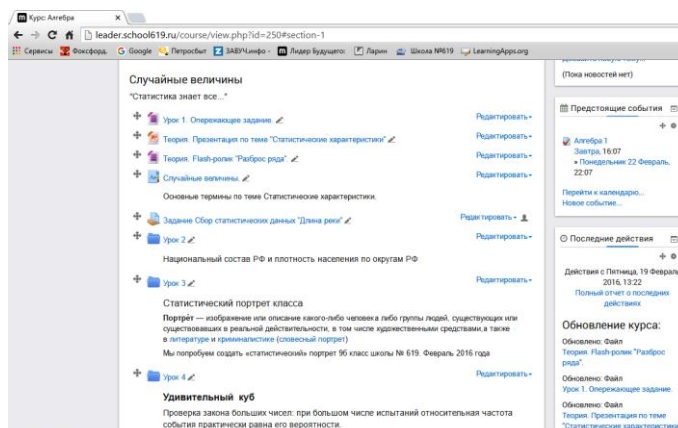 Курс: Алгебра
leader.school619.ru/course/view.php?id=250#section-1
Сервисы Фоксфорд. Google Петросбыт ЗАВУЧ.инфо - Лидер Будущего: Ларин Школа №619 LearningApps.org
Случайные величины
"Статистика знает все..."
Урок 1. Опережающее задание. Редактировать
Теория. Презентация по теме "Статистические характеристики" Редактировать
Теория. Flash-ролик "Разброс ряда". Редактировать
Случайные величины. Редактировать
Основные термины по теме Статистические характеристики.
Задание Сбор статистических данных "Длина реки" Редактировать
Урок 2 Редактировать
Национальный состав РФ и плотность населения по округам РФ
Урок 3 Редактировать
Статистический портрет класса
Портре́т — изображение или описание какого-либо человека либо группы людей, существующих или
существовавших в реальной действительности, в том числе художественными средствами, а также
в литературе и криминалистике (словесный портрет)
Мы попробуем создать «статистический» портрет 9б класс школы № 619. Февраль 2016 года
Урок 4 Редактировать
Удивительный куб
Проверка закона больших чисел: при большом числе испытаний относительная частота
события практически равна его вероятности.
(Пока новостей нет)
Предстоящие события
Алгебра 1
Завтра, 16:07
» Понедельник 22 Февраль,
22:07
Перейти к календарю...
Новое событие...
Последние действия
Действия с Пятница, 19 Февраль
2016, 13:22
Полный отчет о последних
действиях
Обновление курса:
Обновлено: Файл
Теория. Flash-ролик "Разброс
ряда".
Обновлено: Файл
Урок 1. Опережающее задание.
Обновлено: Файл
Теория. Презентация по теме
"Статистические характеристики